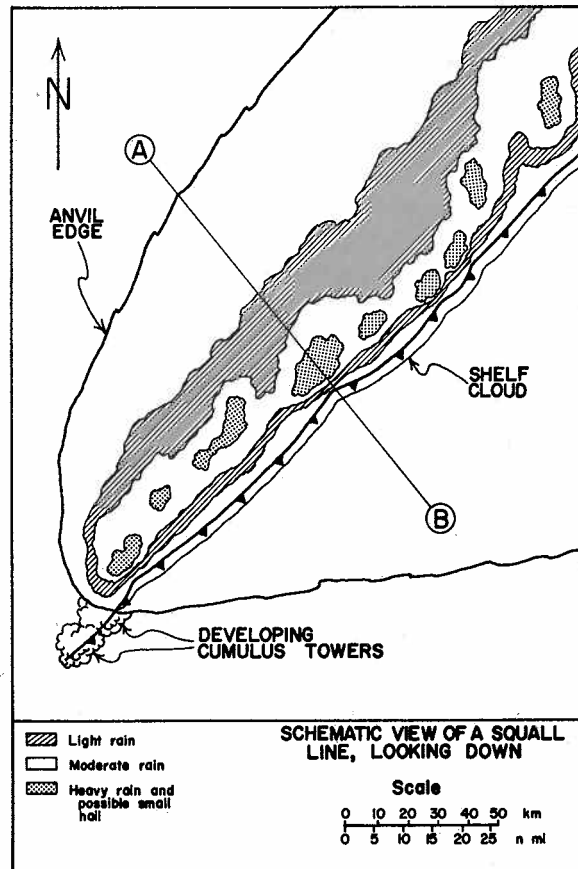 N
A
ANVIL
EDGE
SHELF
CLOUD
B
DEVELOPING
CUMULUS TOWERS
Light rain
Moderate rain
Heavy rain and
possible small
hail
SCHEMATIC VIEW OF A SQUALL
LINE, LOOKING DOWN
Scale
0 10 20 30 40 50 km
0 5 10 15 20 25 n mi